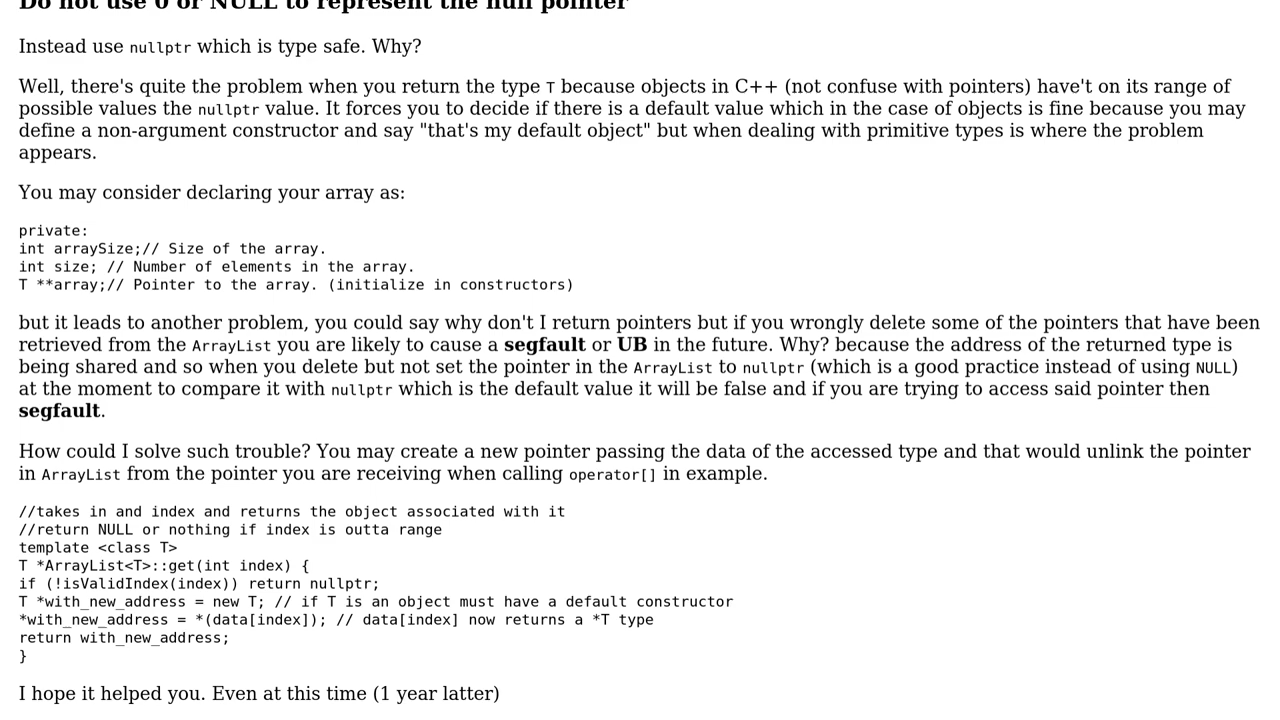 Do not use 0 or NULL to represent the null pointer
Instead use nullptr which is type safe. Why?
Well, there's quite the problem when you return the type T because objects in C++ (not confuse with pointers) have't on its range of
possible values the nullptr value. It forces you to decide if there is a default value which in the case of objects is fine because you may
define a non-argument constructor and say "that's my default object" but when dealing with primitive types is where the problem
appears.
You may consider declaring your array as:
private:
int arraySize;// Size of the array.
int size; // Number of elements in the array.
T **array;// Pointer to the array. (initialize in constructors)
but it leads to another problem, you could say why don't I return pointers but if you wrongly delete some of the pointers that have been
retrieved from the ArrayList you are likely to cause a segfault or UB in the future. Why? because the address of the returned type is
being shared and so when you delete but not set the pointer in the ArrayList to nullptr (which is a good practice instead of using NULL)
at the moment to compare it with nullptr which is the default value it will be false and if you are trying to access said pointer then
segfault.
How could I solve such trouble? You may create a new pointer passing the data of the accessed type and that would unlink the pointer
in ArrayList from the pointer you are receiving when calling operator[] in example.
//takes in and index and returns the object associated with it
//return NULL or nothing if index is outta range
template <class T>
T *ArrayList<T>::get(int index) {
if (!isValidIndex(index)) return nullptr;
T *with_new_address = new T; // if T is an object must have a default constructor
*with_new_address = *(data[index]); // data[index] now returns a *T type
return with_new_address;
}
I hope it helped you. Even at this time (1 year latter)